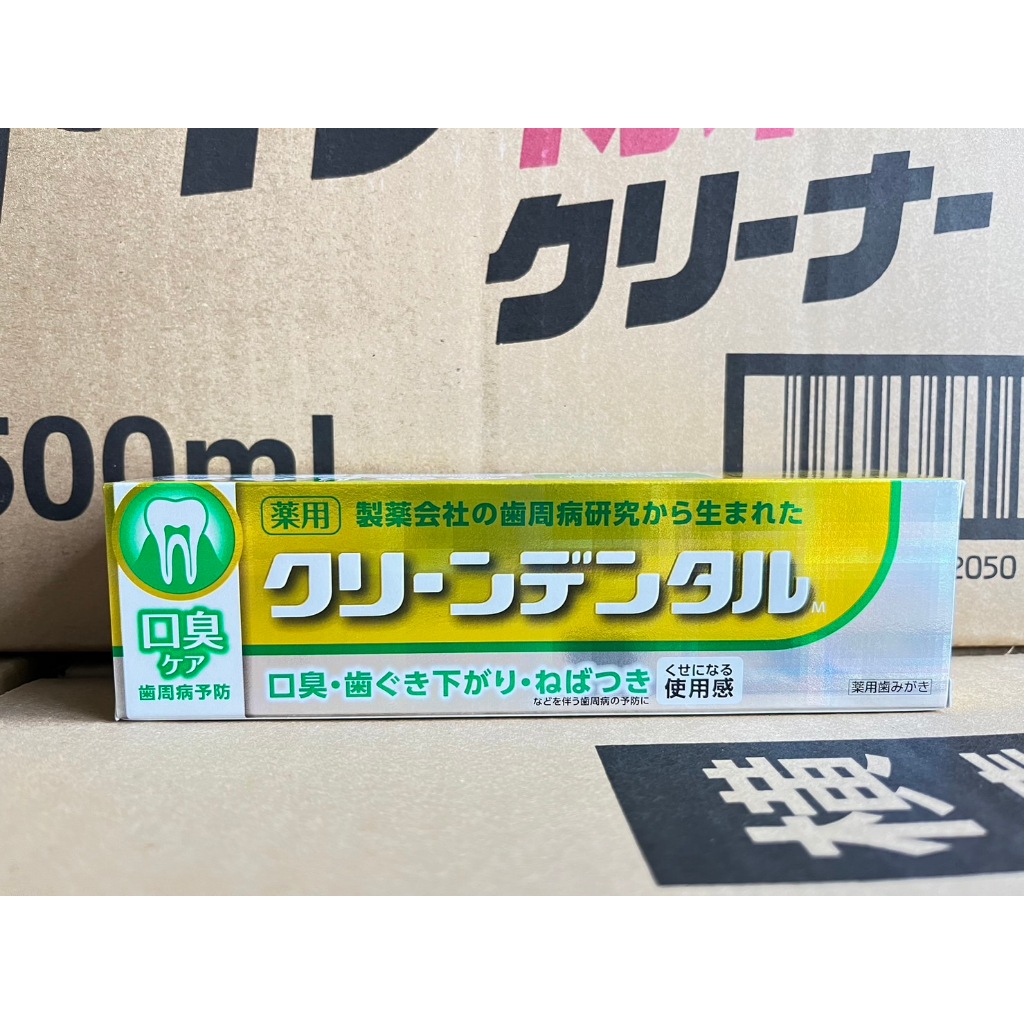 クリーナー
500ml
2050
薬用 製薬会社の歯周病研究から生まれた
クリーンデンタルM
口臭
ケア
歯周病予防
口臭・歯ぐき下がり・ねばつき
などを伴う歯周病の予防に
くせになる
使用感
薬用歯みがき
横